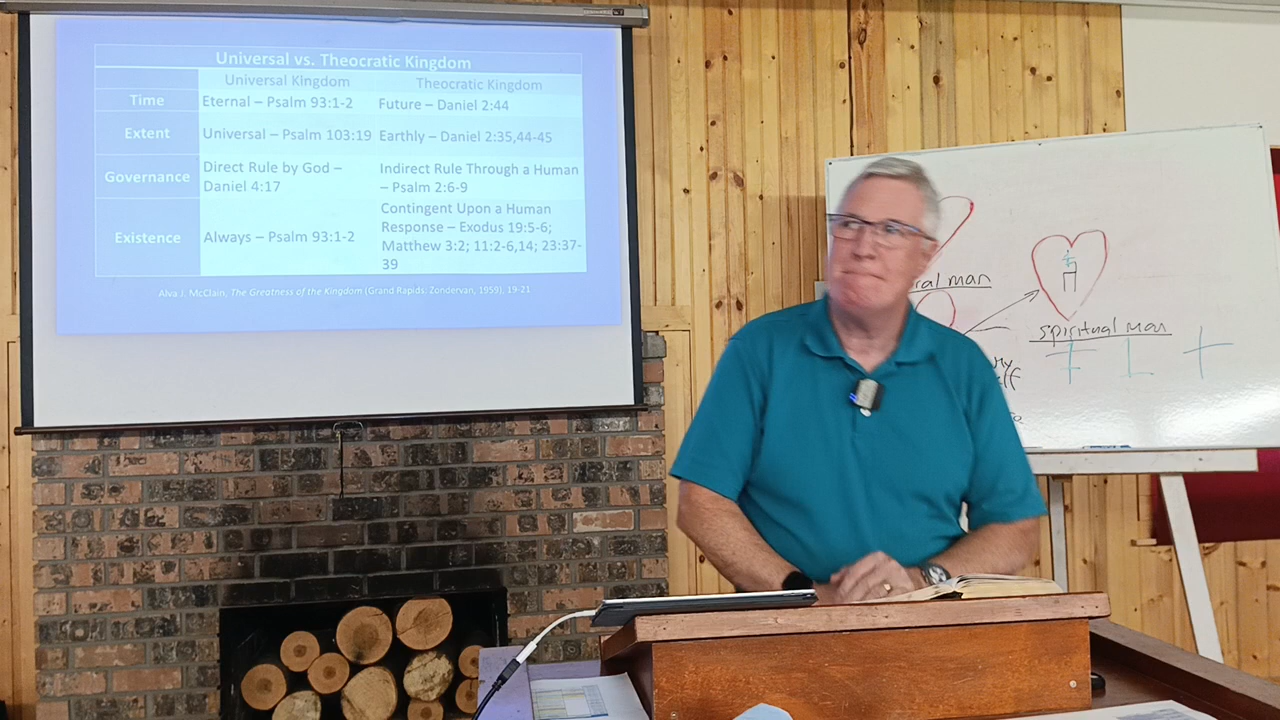 Universal vs. Theocratic Kingdom
Universal Kingdom Theocratic Kingdom
Time Eternal – Psalm 93:1-2 Future – Daniel 2:44
Extent Universal – Psalm 103:19 Earthly – Daniel 2:35,44-45
Governance Direct Rule by God – Daniel 4:17 Indirect Rule Through a Human – Psalm 2:6-9
Existence Always – Psalm 93:1-2 Contingent Upon a Human Response – Exodus 19:5-6; Matthew 3:2; 11:2-6,14; 23:37-39
Alva J. McClain, The Greatness of the Kingdom (Grand Rapids: Zondervan, 1959), 19-21
man
spiritual man